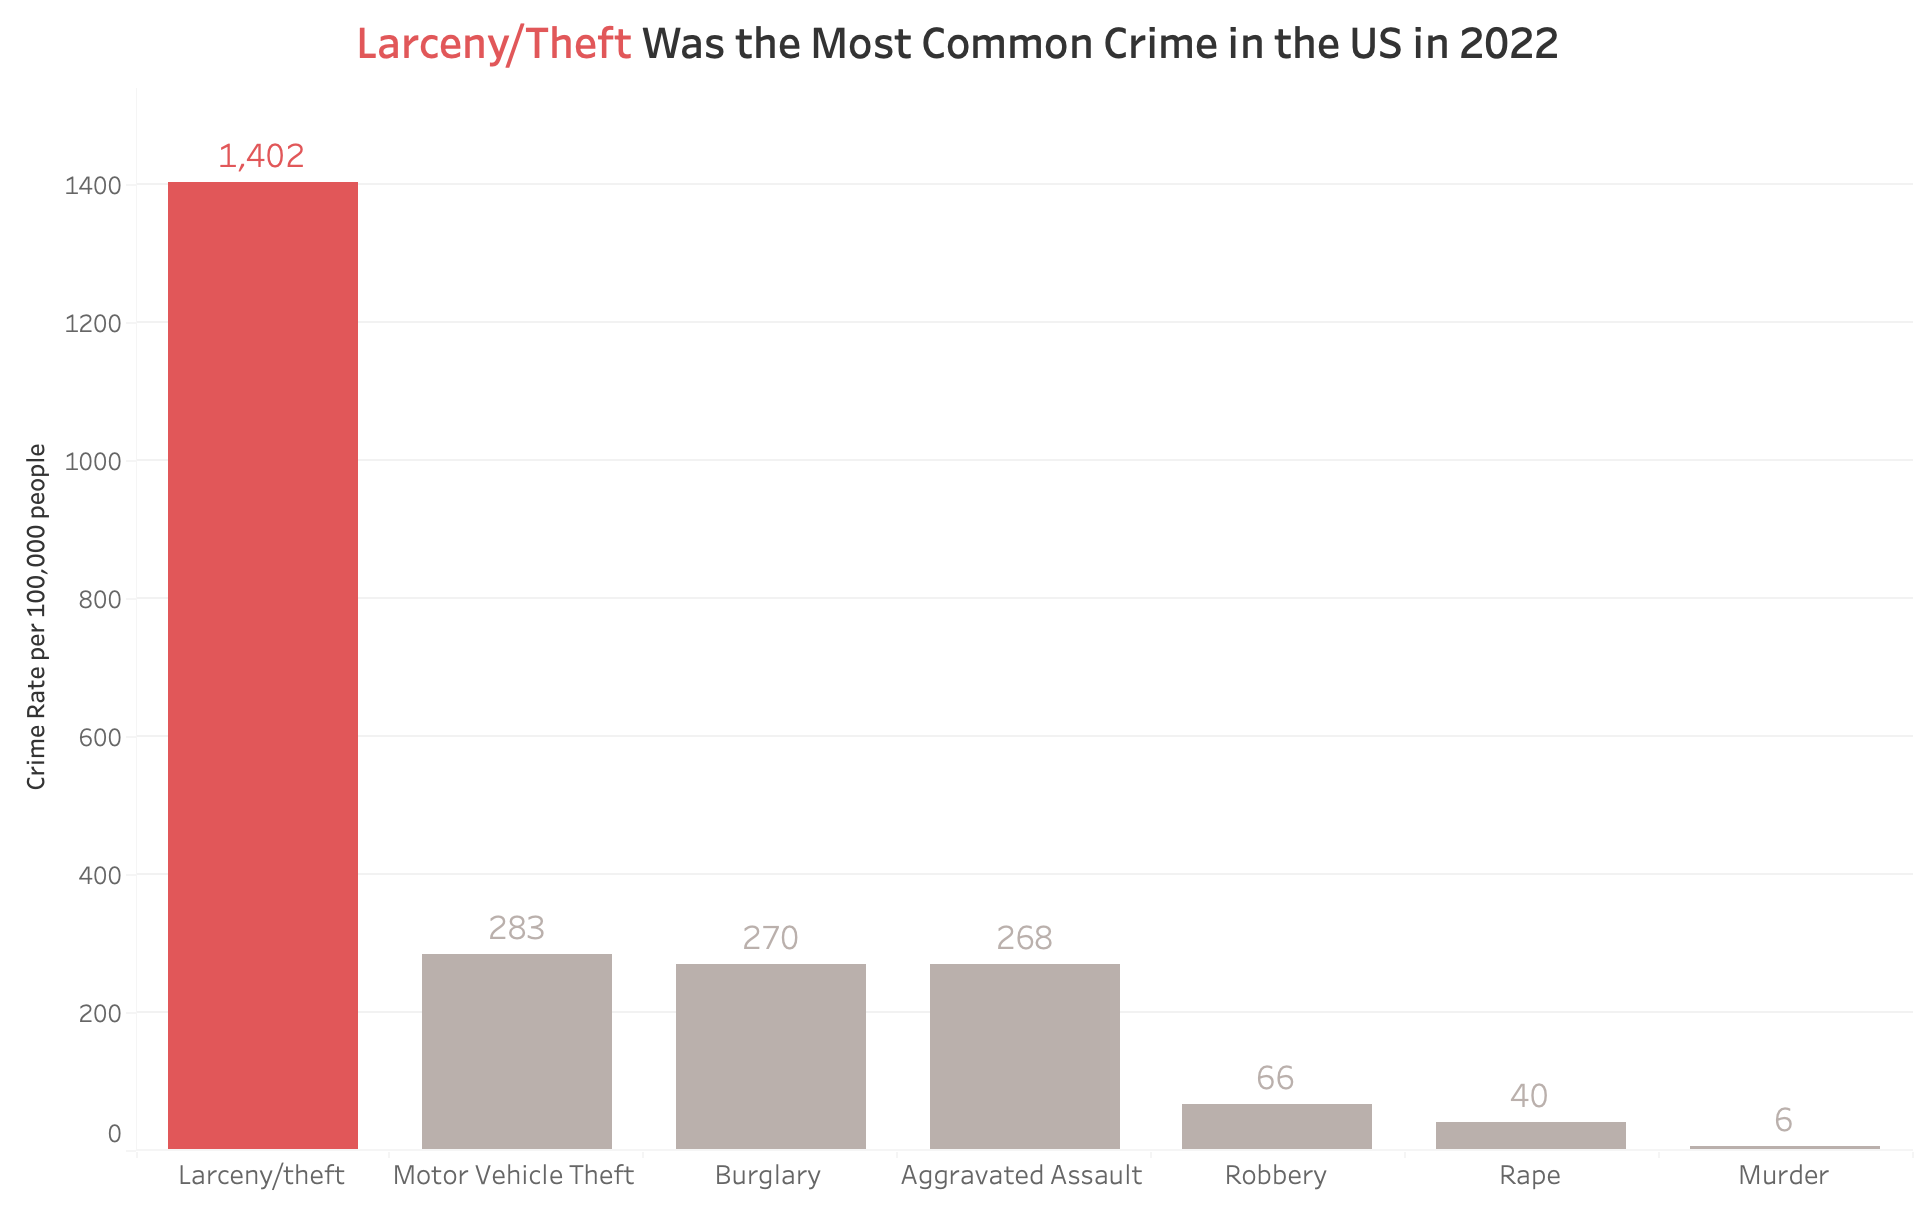 Larceny/Theft Was the Most Common Crime in the US in 2022
Crime Rate per 100,000 people
1400
1200
1000
800
600
400
200
0
1,402
283
270
268
66
40
6
Larceny/theft
Motor Vehicle Theft
Burglary
Aggravated Assault
Robbery
Rape
Murder